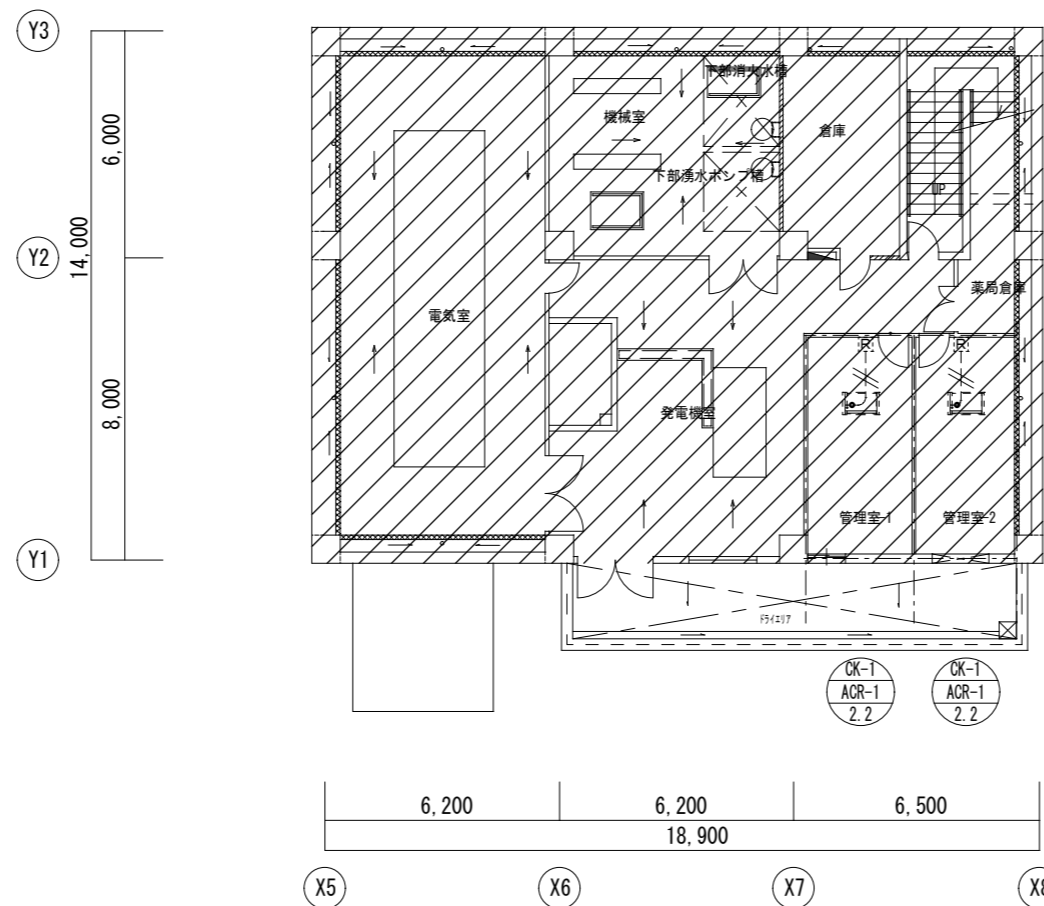 Y3
下部消火水槽
機械室
倉庫
6,000
下部湧水ポンプ槽
UP
14,000
Y2
薬局倉庫
電気室
R
R
8,000
発電機室
管理室-1
管理室-2
Y1
ドライエリア
CK-1
ACR-1
2.2
CK-1
ACR-1
2.2
6,200
6,200
6,500
18,900
X5
X6
X7
X8